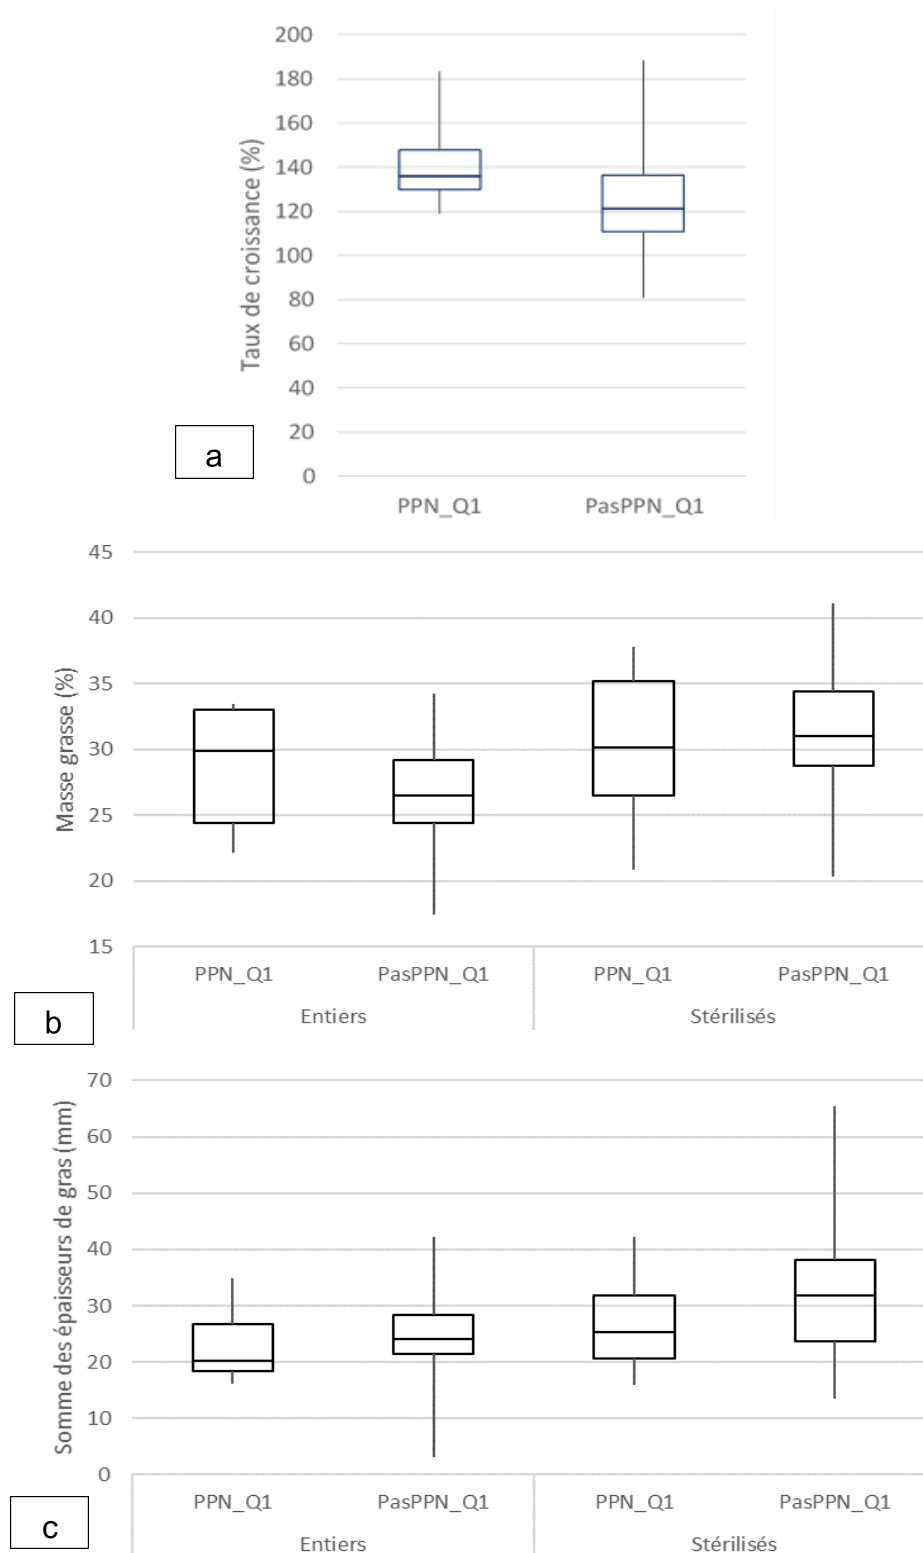 200
180
160
140
120
100
80
60
40
20
0
Taux de croissance (%)
a
PPN_Q1 PasPPN_Q1
45
40
35
30
25
20
15
Masse grasse (%)
PPN_Q1 PasPPN_Q1 PPN_Q1 PasPPN_Q1
Entiers Stérilisés
b
70
60
50
40
30
20
10
0
Somme des épaisseurs de gras (mm)
PPN_Q1 PasPPN_Q1 PPN_Q1 PasPPN_Q1
Entiers Stérilisés
c